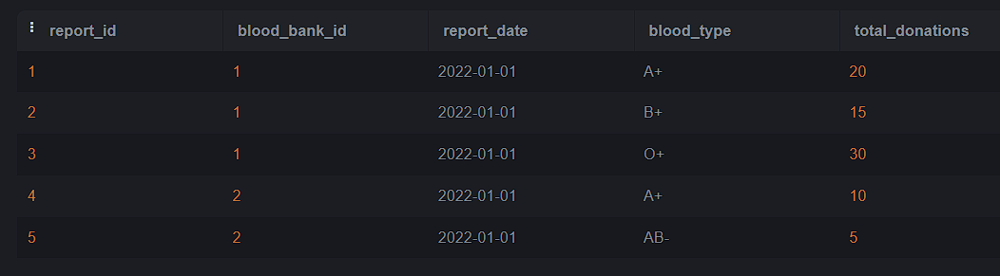 report_id blood_bank_id report_date blood_type total_donations
1 1 2022-01-01 A+ 20
2 1 2022-01-01 B+ 15
3 1 2022-01-01 O+ 30
4 2 2022-01-01 A+ 10
5 2 2022-01-01 AB- 5